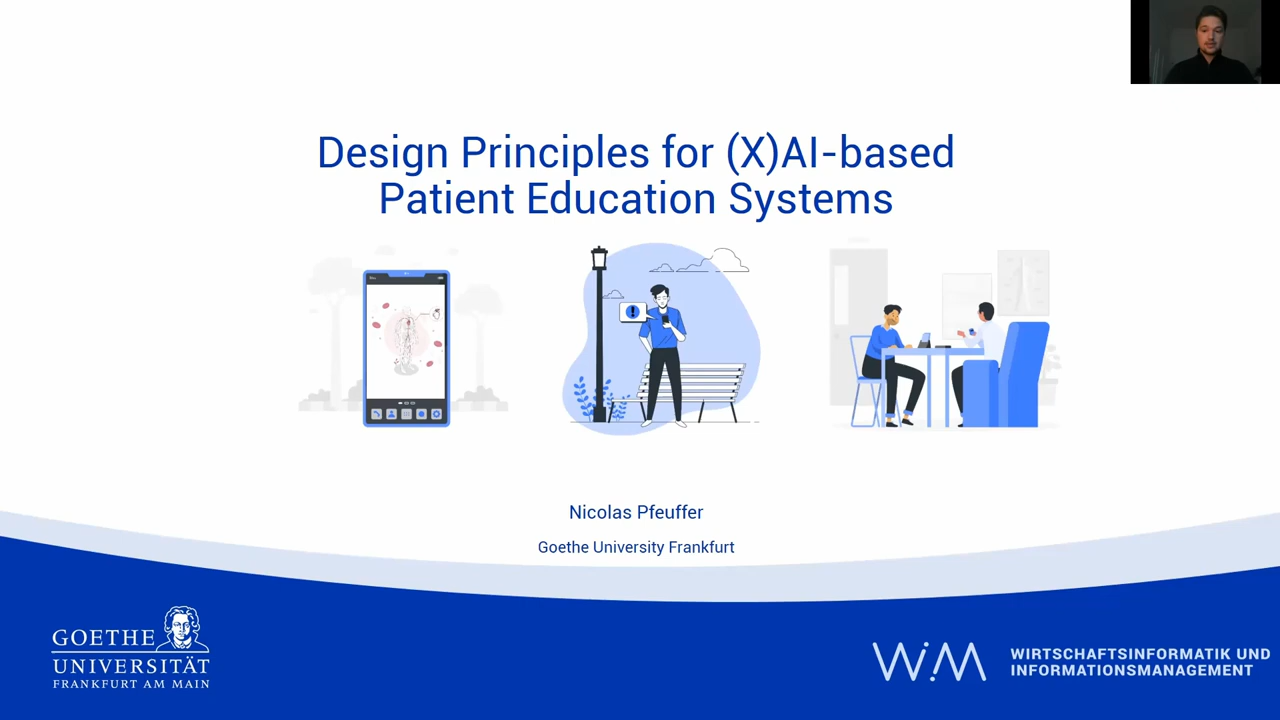 Design Principles for (X)AI-based
Patient Education Systems
Nicolas Pfeuffer
Goethe University Frankfurt
GOETHE
UNIVERSITÄT
FRANKFURT AM MAIN
WiM
WIRTSCHAFTSINFORMATIK UND
INFORMATIONSMANAGEMENT